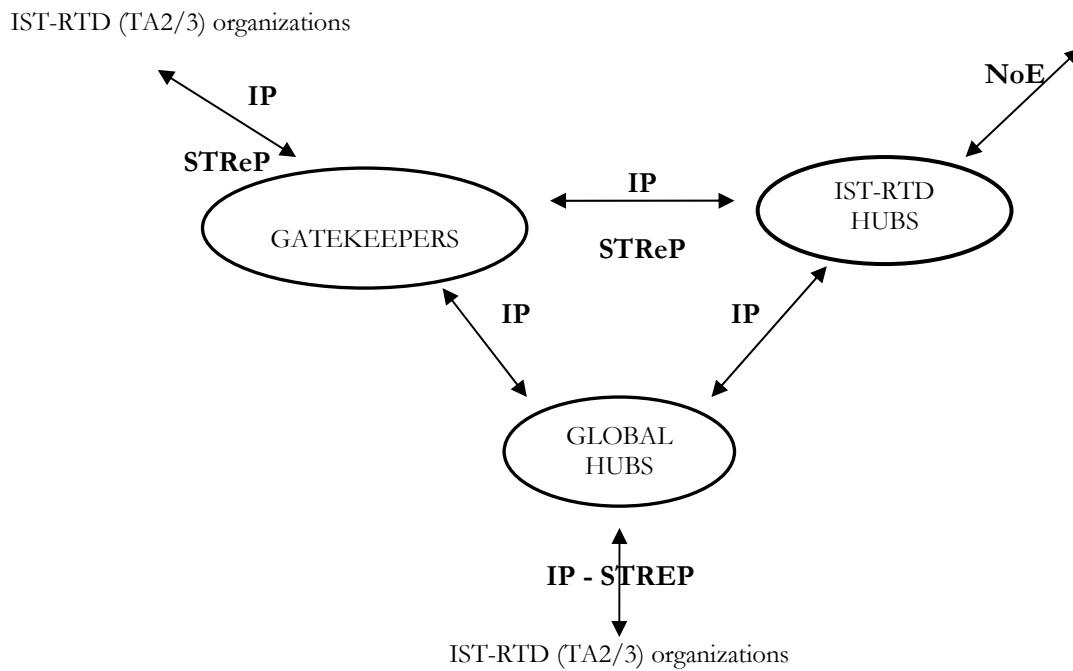 IST-RTD (TA2/3) organizations
NoE
IP
STReP
IP
IST-RTD
HUBS
GATEKEEPERS
STReP
IP
IP
GLOBAL
HUBS
IP - STREP
IST-RTD (TA2/3) organizations